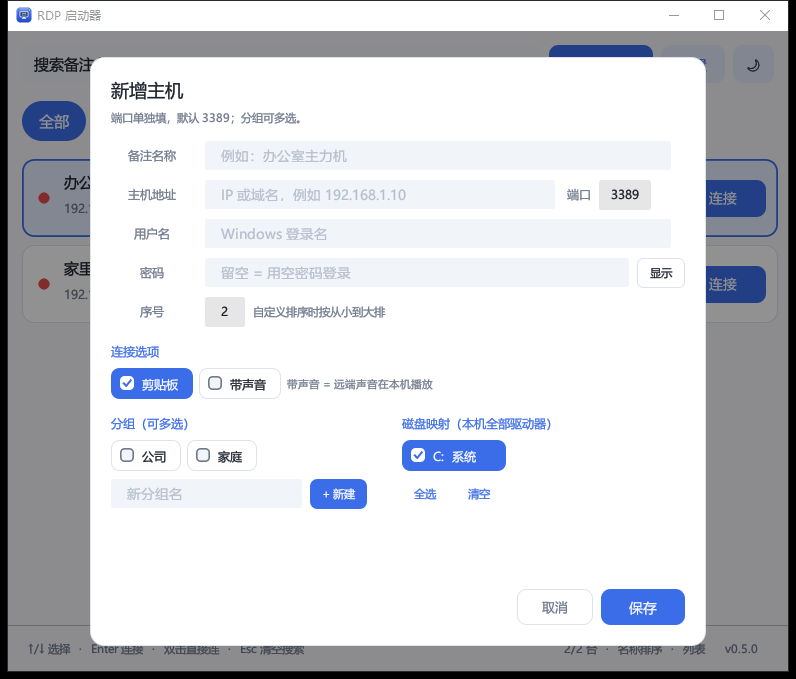 RDP 启动器
搜索备注
全部
新增主机
端口单独填，默认 3389；分组可多选。
备注名称 例如：办公室主力机
主机地址 IP 或域名，例如 192.168.1.10 端口 3389
用户名 Windows 登录名
密码 留空 = 用空密码登录 显示
序号 2 自定义排序时按从小到大排
办公
192.
连接
家里
192.
连接
连接选项
剪贴板 带声音 带声音 = 远端声音在本机播放
分组（可多选） 磁盘映射（本机全部驱动器）
公司 家庭 C: 系统
新分组名 + 新建 全选 清空
取消 保存
↑/↓ 选择 · Enter 连接 · 双击直接连 · Esc 清空搜索 2/2 台 · 名称排序 · 列表 v0.5.0